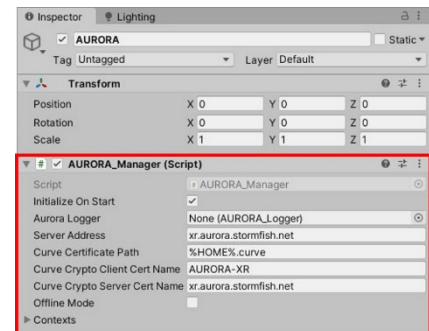 Inspector Lighting
AURORA Static
Tag Untagged Layer Default
Transform
Position X 0 Y 0 Z 0
Rotation X 0 Y 0 Z 0
Scale X 1 Y 1 Z 1
# AURORA_Manager (Script)
Script # AURORA_Manager
Initialize On Start
Aurora Logger None (AURORA_Logger)
Server Address xr.aurora.stormfish.net
Curve Certificate Path %HOME%.curve
Curve Crypto Client Cert Name AURORA-XR
Curve Crypto Server Cert Name xr.aurora.stormfish.net
Offline Mode
Contexts